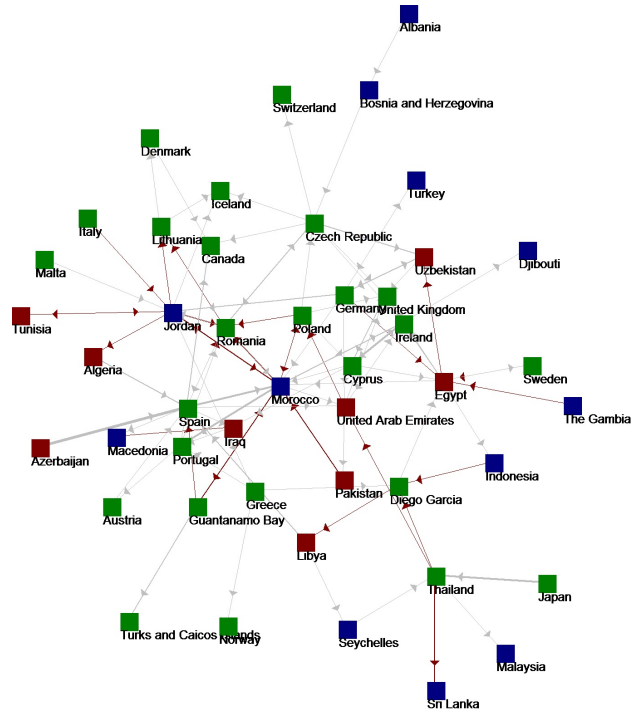 Albania
Bosnia and Herzegovina
Switzerland
Denmark
Turkey
Iceland
Italy
Lithuania
Czech Republic
Canada
Uzbekistan
Djibouti
Malta
Germany
United Kingdom
Tunisia
Jordan
Romania
Poland
Ireland
Algeria
Cyprus
Sweden
Morocco
Egypt
Spain
United Arab Emirates
The Gambia
Azerbaijan
Macedonia
Iraq
Portugal
Indonesia
Pakistan
Diego Garcia
Greece
Austria
Guantanamo Bay
Libya
Thailand
Japan
Turks and Caicos Islands
Norway
Seychelles
Malaysia
Sri Lanka